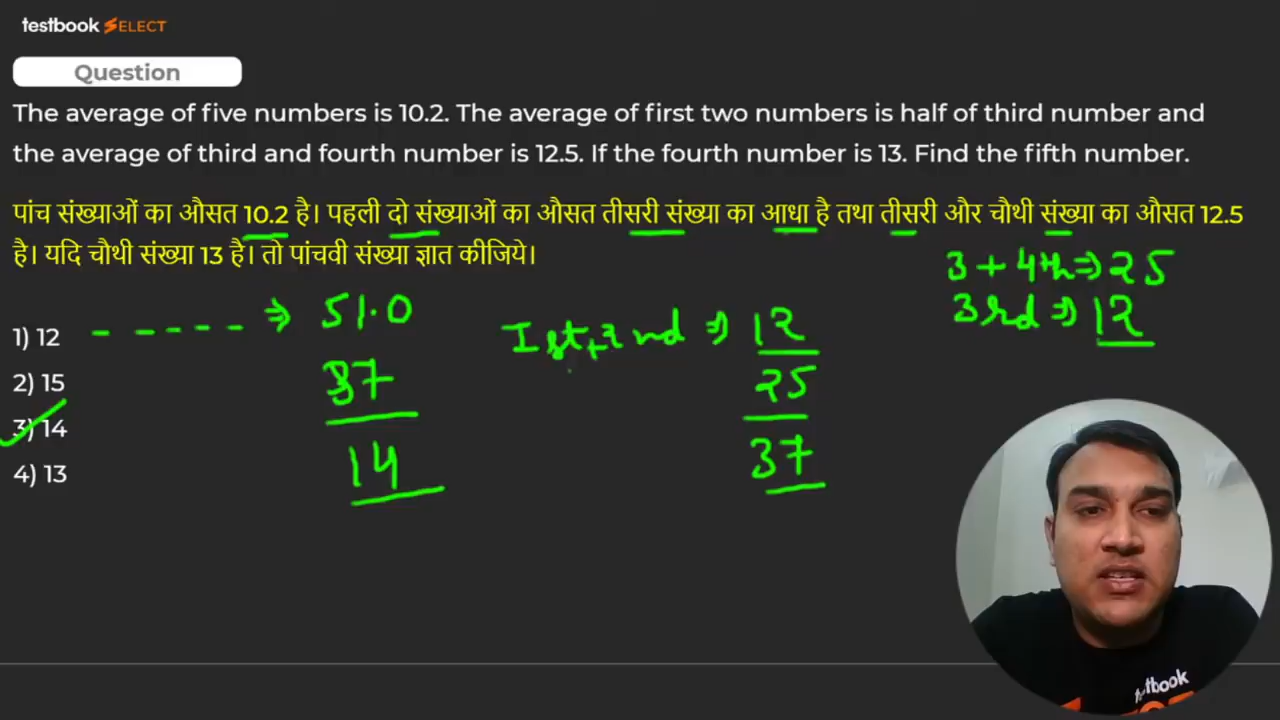 testbook SELECT
Question
The average of five numbers is 10.2. The average of first two numbers is half of third number and
the average of third and fourth number is 12.5. If the fourth number is 13. Find the fifth number.
पांच संख्याओं का औसत 10.2 है। पहली दो संख्याओं का औसत तीसरी संख्या का आधा है तथा तीसरी और चौथी संख्या का औसत 12.5
है। यदि चौथी संख्या 13 है। तो पांचवी संख्या ज्ञात कीजिये।
1) 12
2) 15
3) 14
4) 13
- - - - - ⇒ 51.0
37
14
Ist+2nd ⇒ 12
25
37
3 + 4th ⇒ 25
3rd ⇒ 12